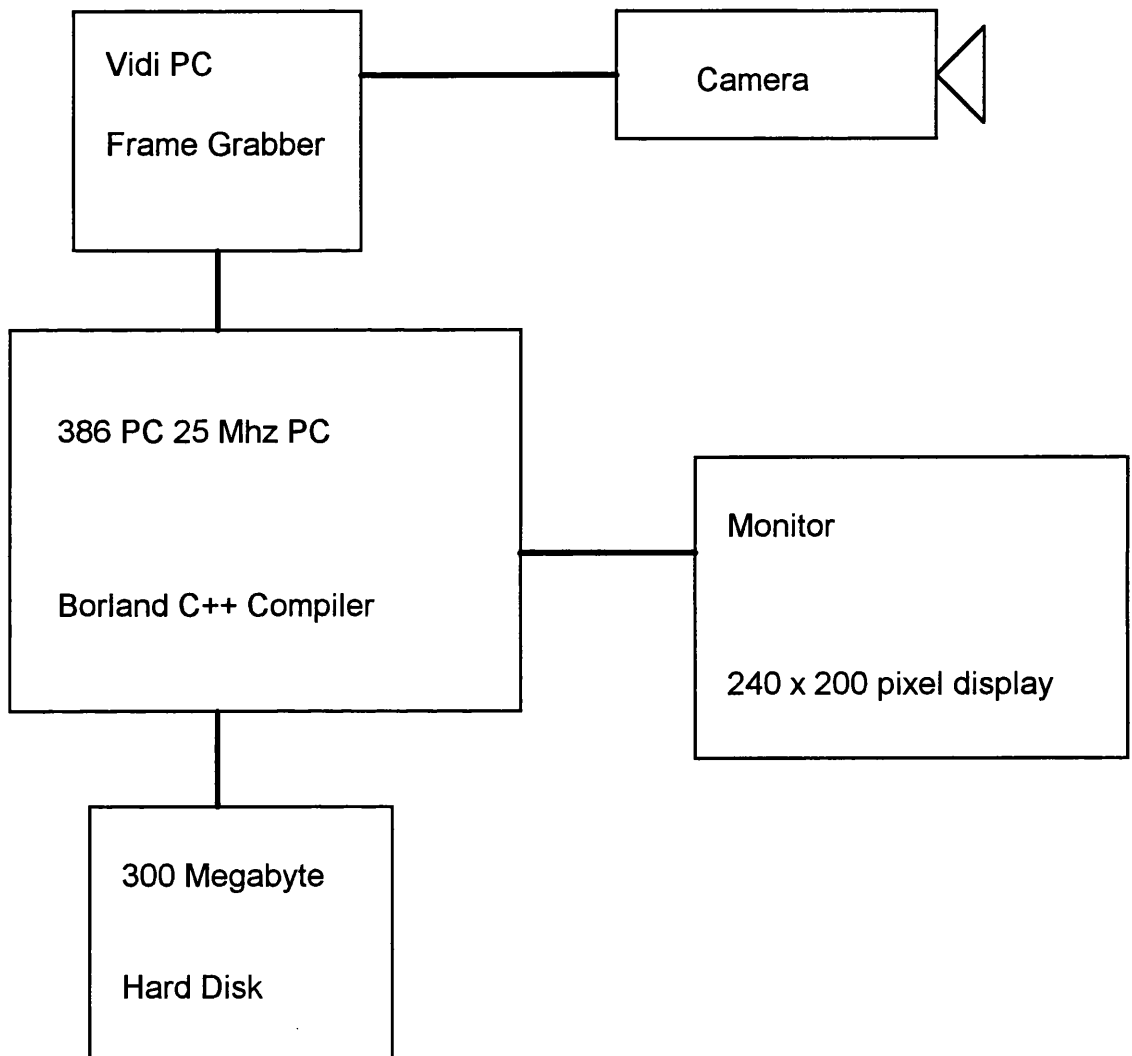 Vidi PC
Frame Grabber
Camera
386 PC 25 Mhz PC
Borland C++ Compiler
Monitor
240 x 200 pixel display
300 Megabyte
Hard Disk